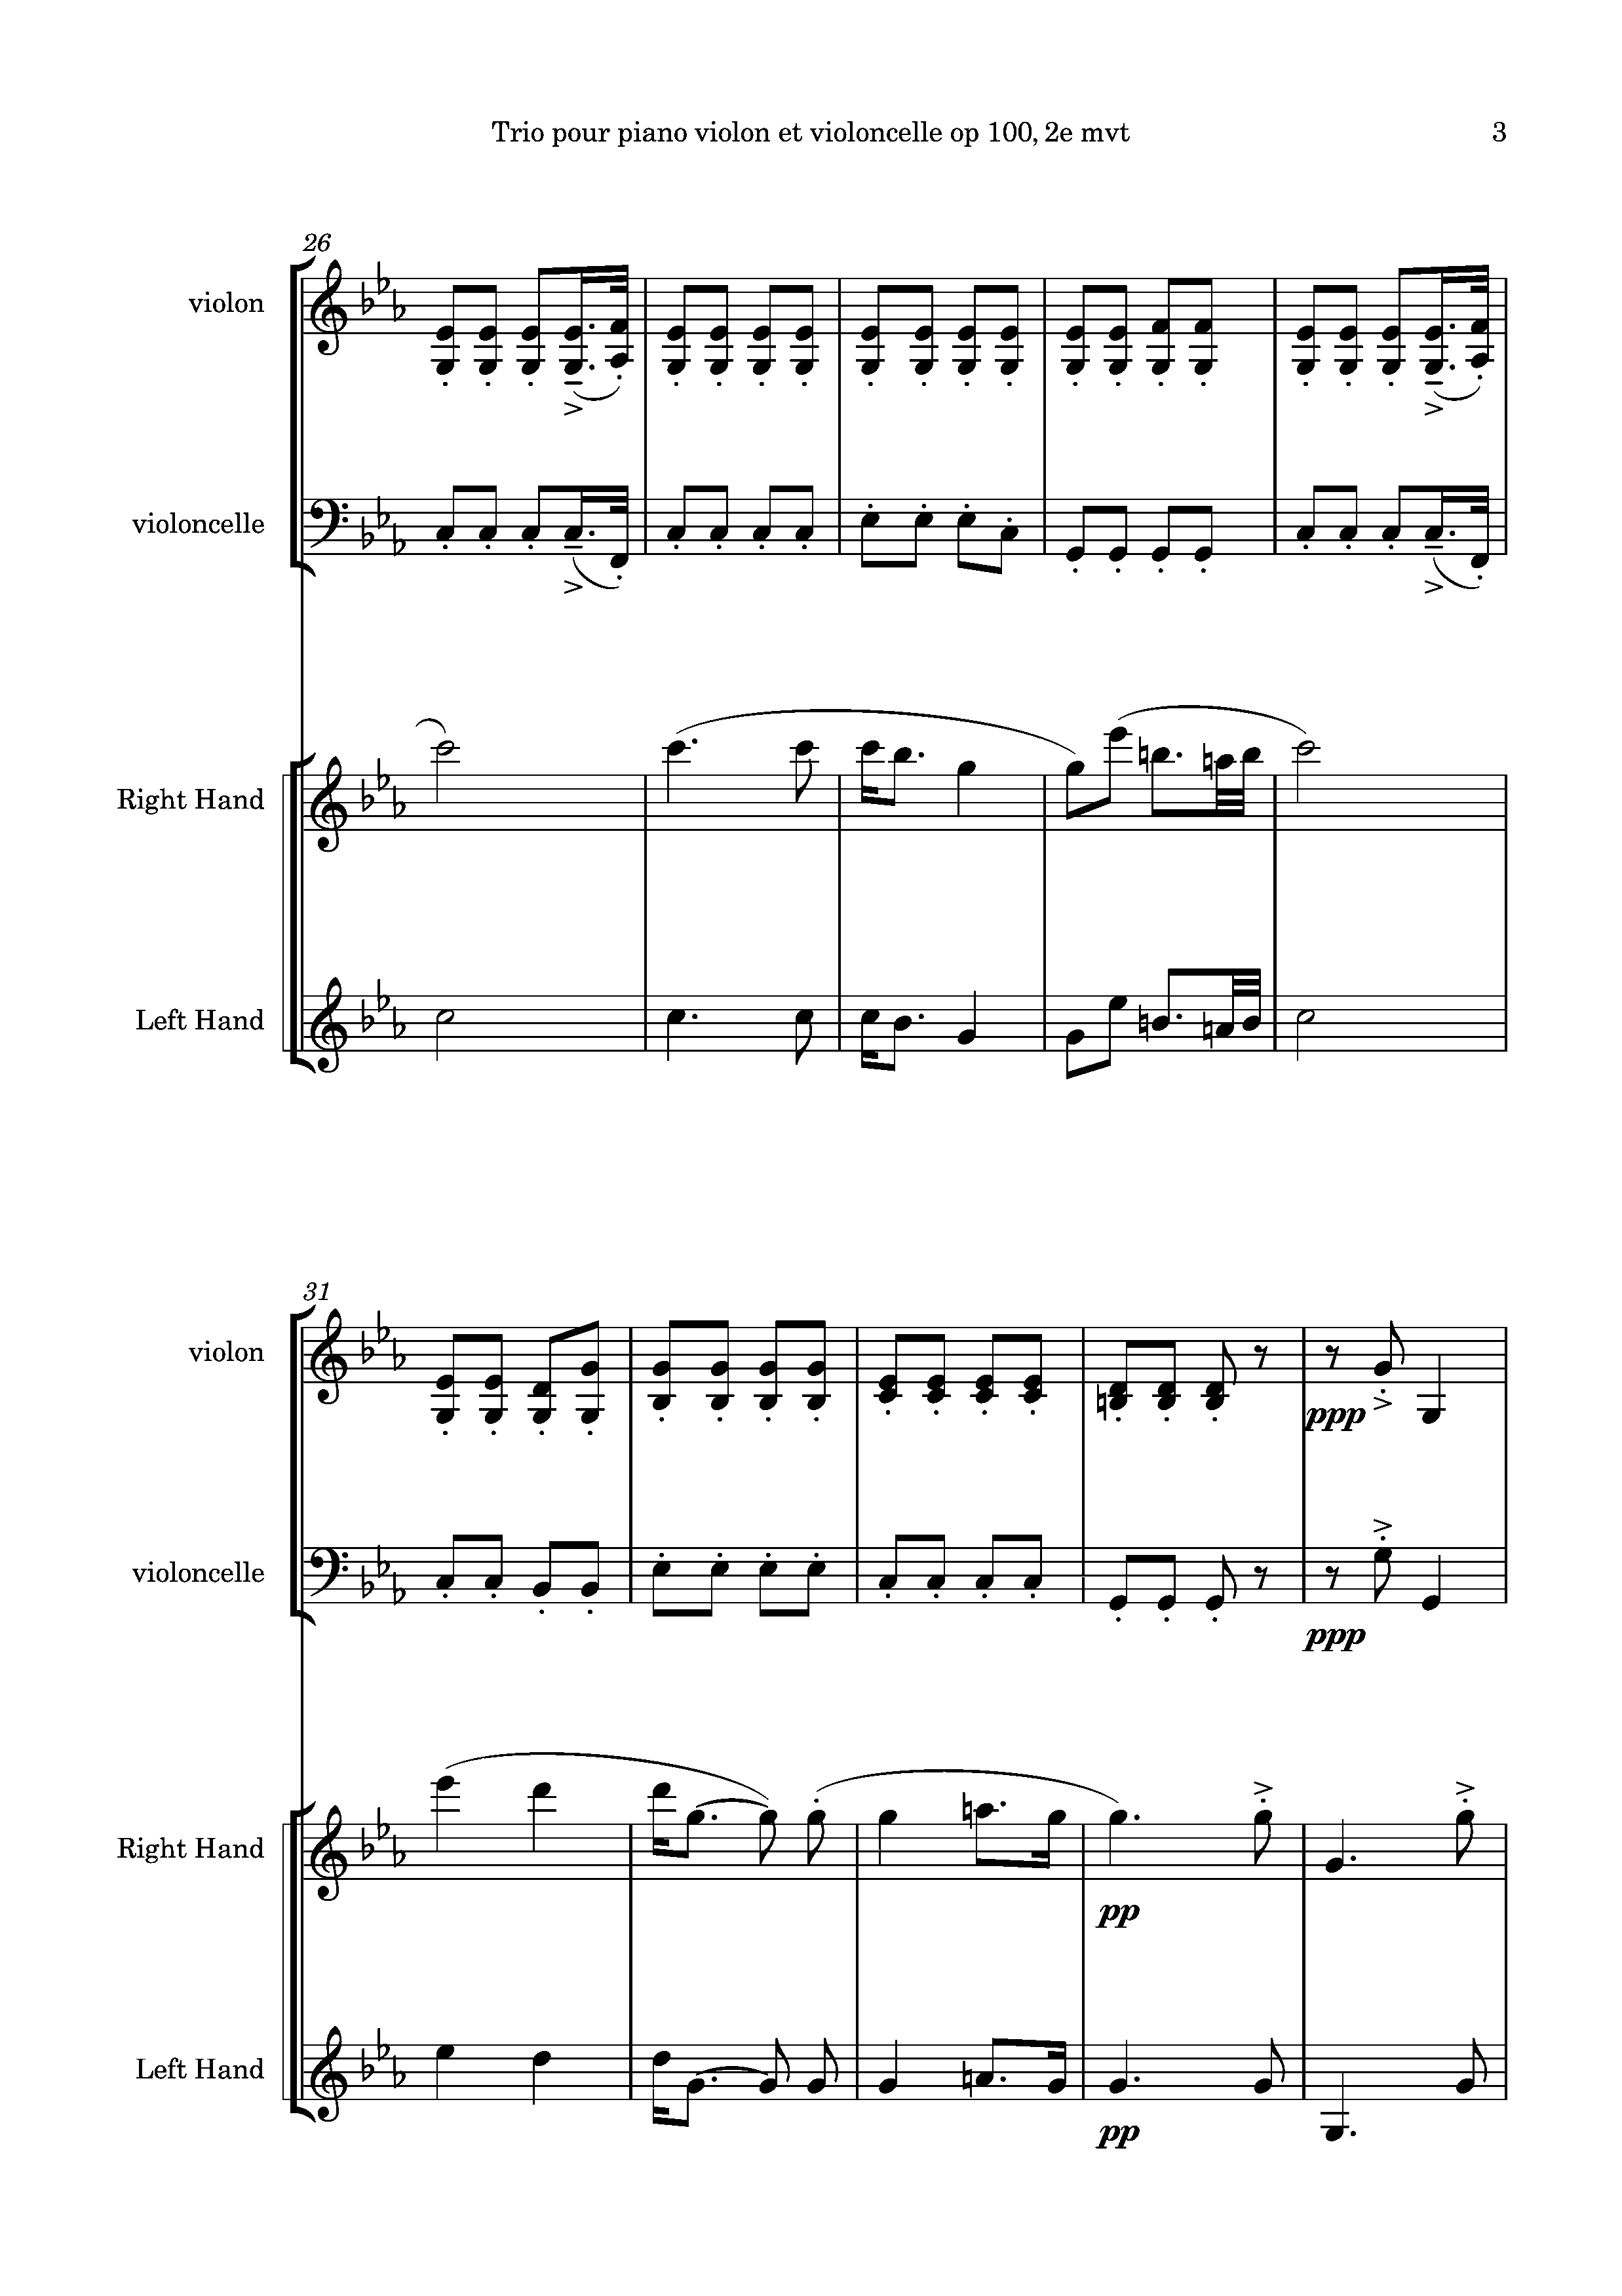 Trio pour piano violon et violoncelle op 100, 2e mvt 3
26
violon
violoncelle
Right Hand
Left Hand
31
violon
ppp
violoncelle
ppp
Right Hand
pp
Left Hand
pp